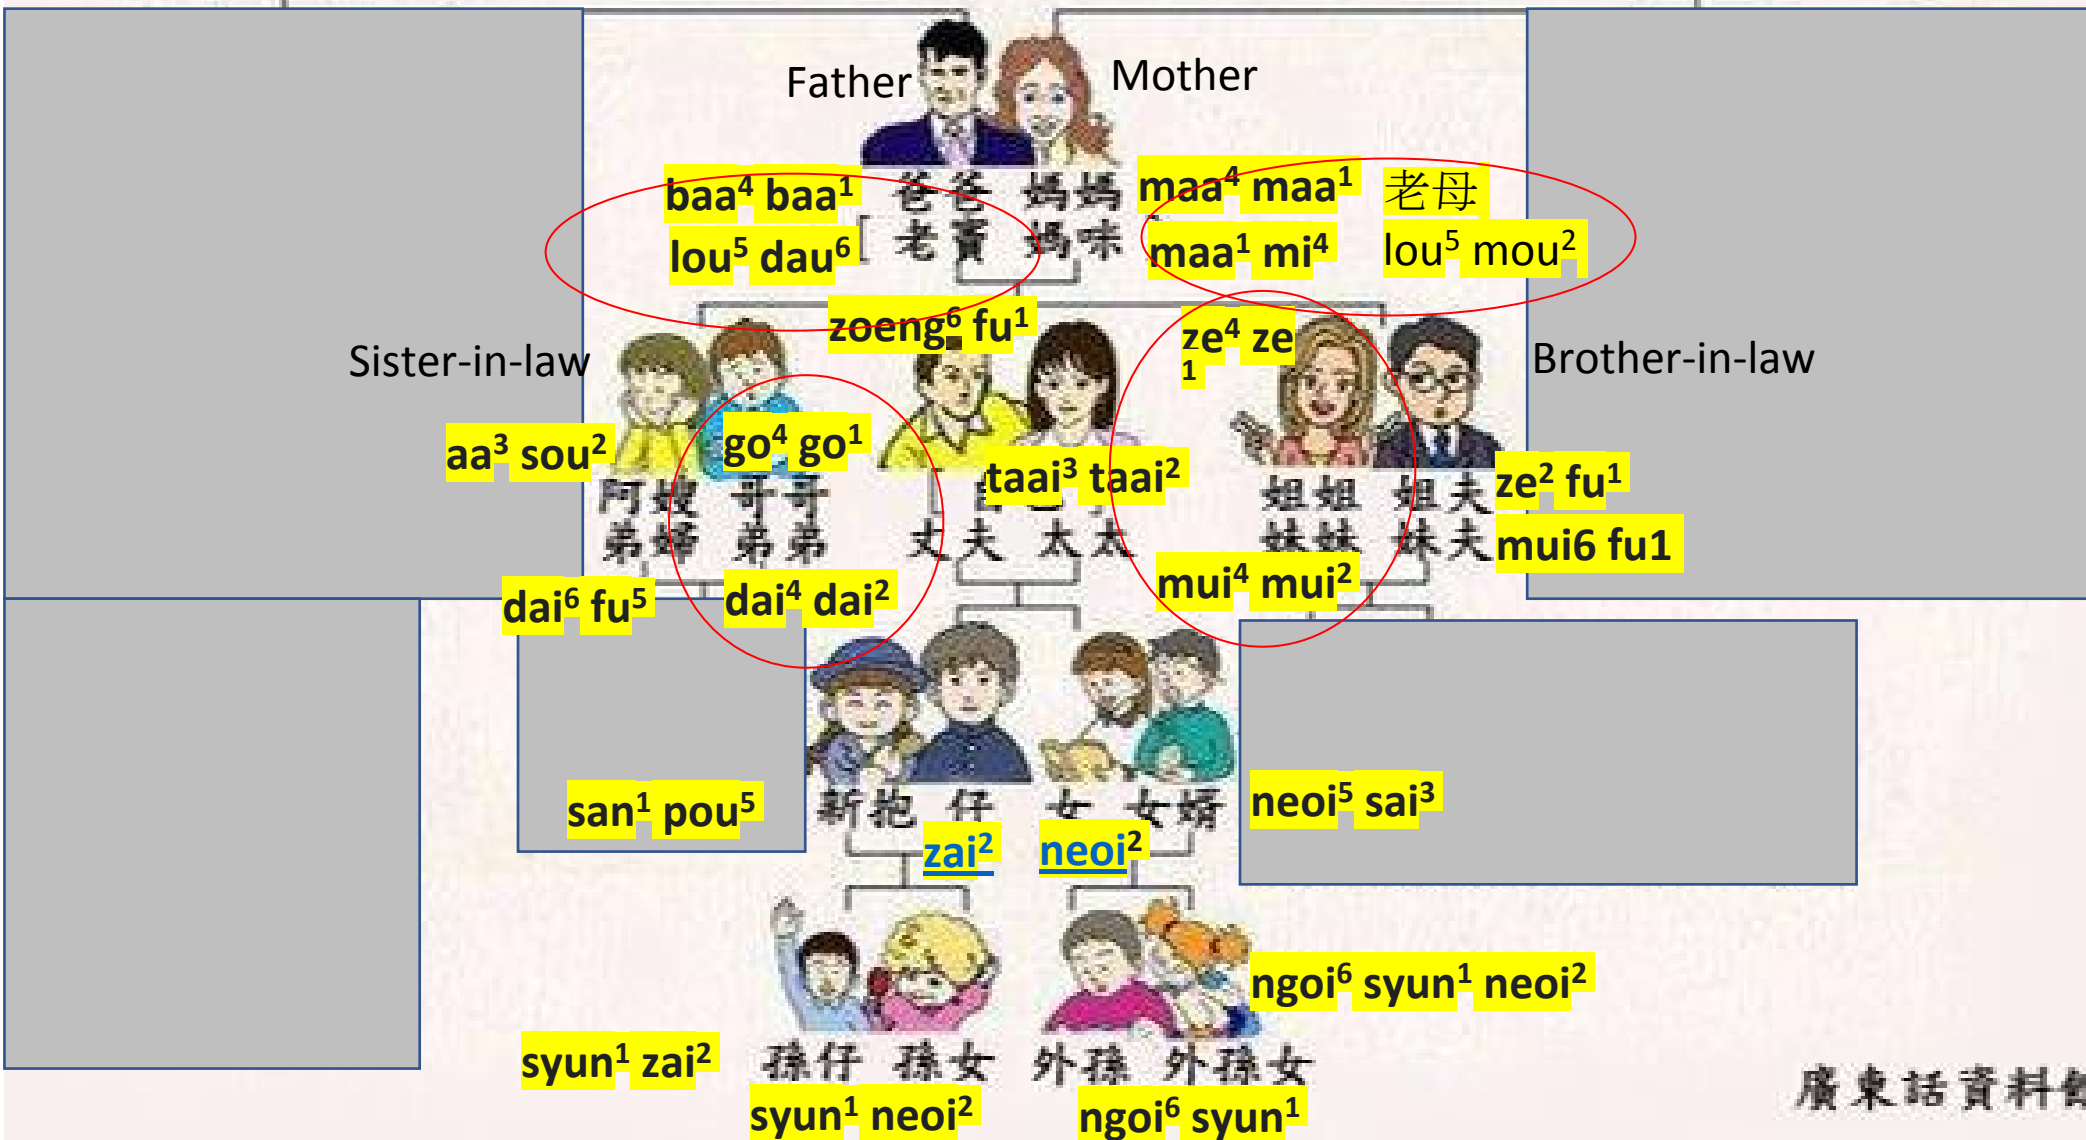 Father
Mother
baa⁴ baa¹
爸爸 媽媽
maa⁴ maa¹
老母
lou⁵ dau⁶
[ 老竇 媽咪
maa¹ mi⁴
lou⁵ mou²
zoeng⁶ fu¹
ze⁴ ze¹
Sister-in-law
Brother-in-law
aa³ sou²
go⁴ go¹
taai³ taai²
ze² fu¹
阿嫂 哥哥
姐姐 姐夫
弟婦 弟弟
丈夫 太太
妹妹 妹夫
mui6 fu1
dai⁶ fu⁵
dai⁴ dai²
mui⁴ mui²
san¹ pou⁵
新抱 仔 女 女婿
neoi⁵ sai³
zai²
neoi²
ngoi⁶ syun¹ neoi²
syun¹ zai²
孫仔 孫女 外孫 外孫女
syun¹ neoi²
ngoi⁶ syun¹
廣東話資料